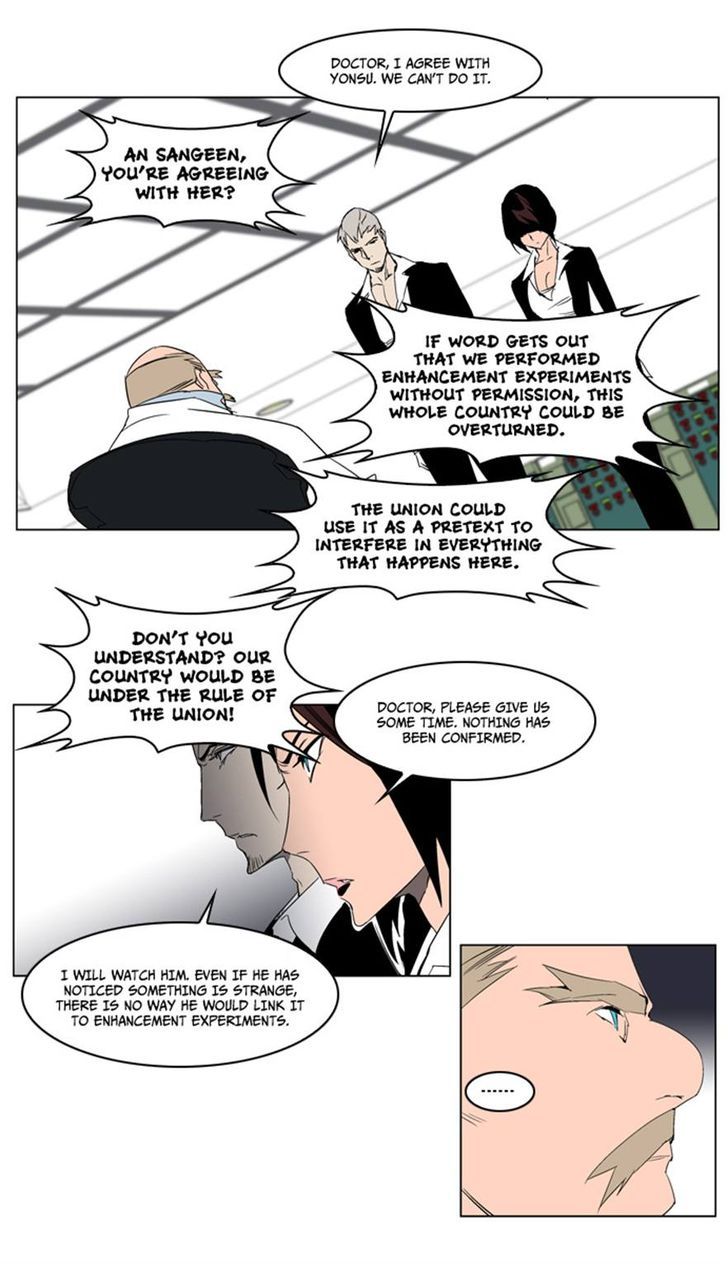 DOCTOR, I AGREE WITH
YONSU. WE CAN'T DO IT.
AN SANGEEN,
YOU'RE AGREEING
WITH HER?
IF WORD GETS OUT
THAT WE PERFORMED
ENHANCEMENT EXPERIMENTS
WITHOUT PERMISSION, THIS
WHOLE COUNTRY COULD BE
OVERTURNED.
THE UNION COULD
USE IT AS A PRETEXT TO
INTERFERE IN EVERYTHING
THAT HAPPENS HERE.
DON'T YOU
UNDERSTAND? OUR
COUNTRY WOULD BE
UNDER THE RULE OF
THE UNION!
DOCTOR, PLEASE GIVE US
SOME TIME. NOTHING HAS
BEEN CONFIRMED.
I WILL WATCH HIM. EVEN IF HE HAS
NOTICED SOMETHING IS STRANGE,
THERE IS NO WAY HE WOULD LINK IT
TO ENHANCEMENT EXPERIMENTS.
------